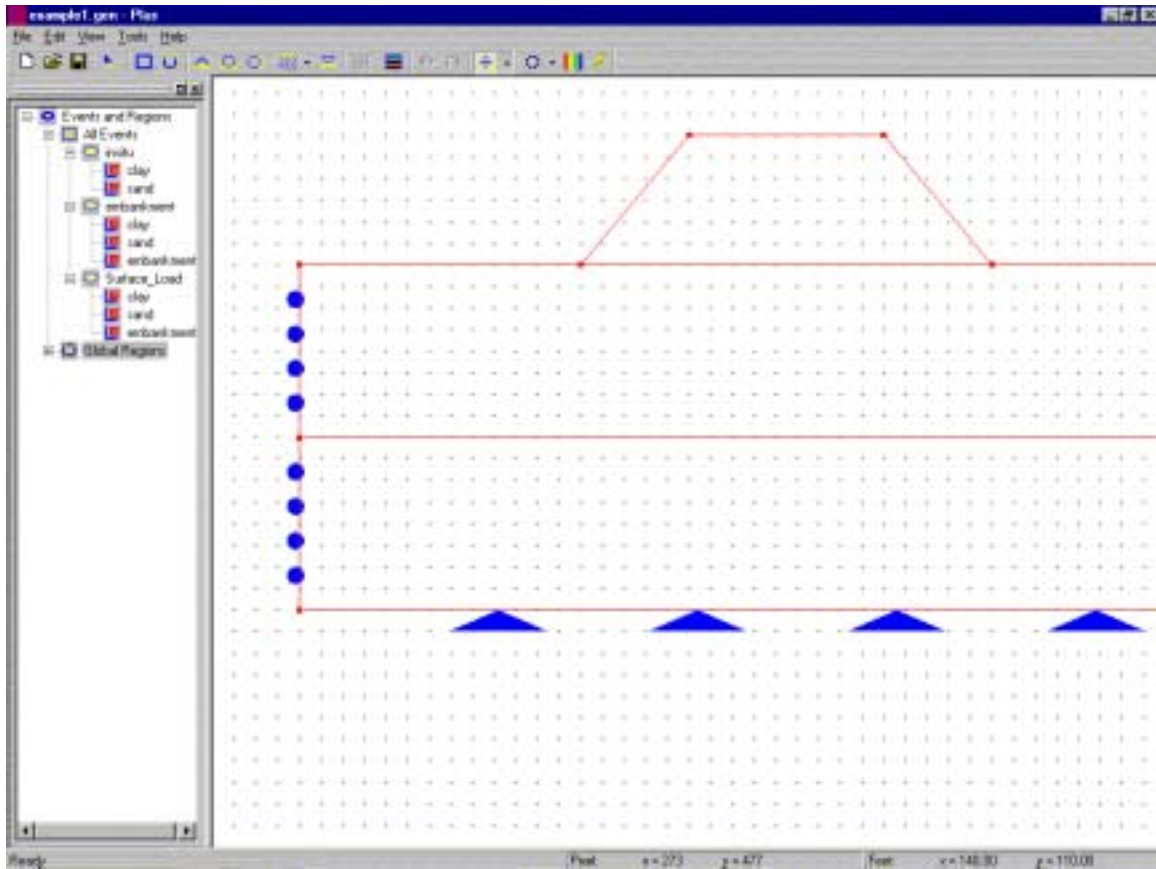 example1.gen - Plas
File Edit View Tools Help
Events and Regions
All Events
insitu
clay
sand
embankment
clay
sand
embankment
Surface_Load
clay
sand
embankment
Global Regions
Ready
Pixel: x = 273 y = 477 Feet: x = 148.80 y = 110.08